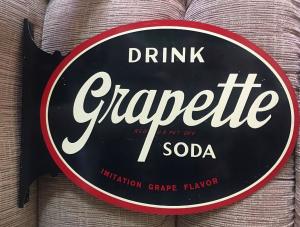 DRINK
Grapette
SODA
IMITATION GRAPE FLAVOR